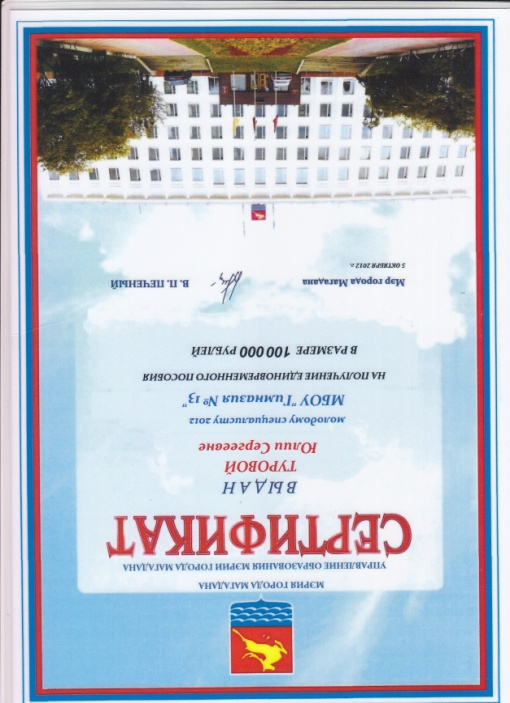 МЭРИЯ ГОРОДА МАГАДАНА
УПРАВЛЕНИЕ ОБРАЗОВАНИЯ МЭРИИ ГОРОДА МАГАДАНА
СЕРТИФИКАТ
ВЫДАН
ТУРОВОЙ
Юлии Сергеевне
молодому специалисту 2012
МБОУ "Гимназия № 13"
НА ПОЛУЧЕНИЕ ЕДИНОВРЕМЕННОГО ПОСОБИЯ
В РАЗМЕРЕ 100 000 РУБЛЕЙ
Мэр города Магадана В. П. ПЕЧЕНЫЙ
5 ОКТЯБРЯ 2012 г.